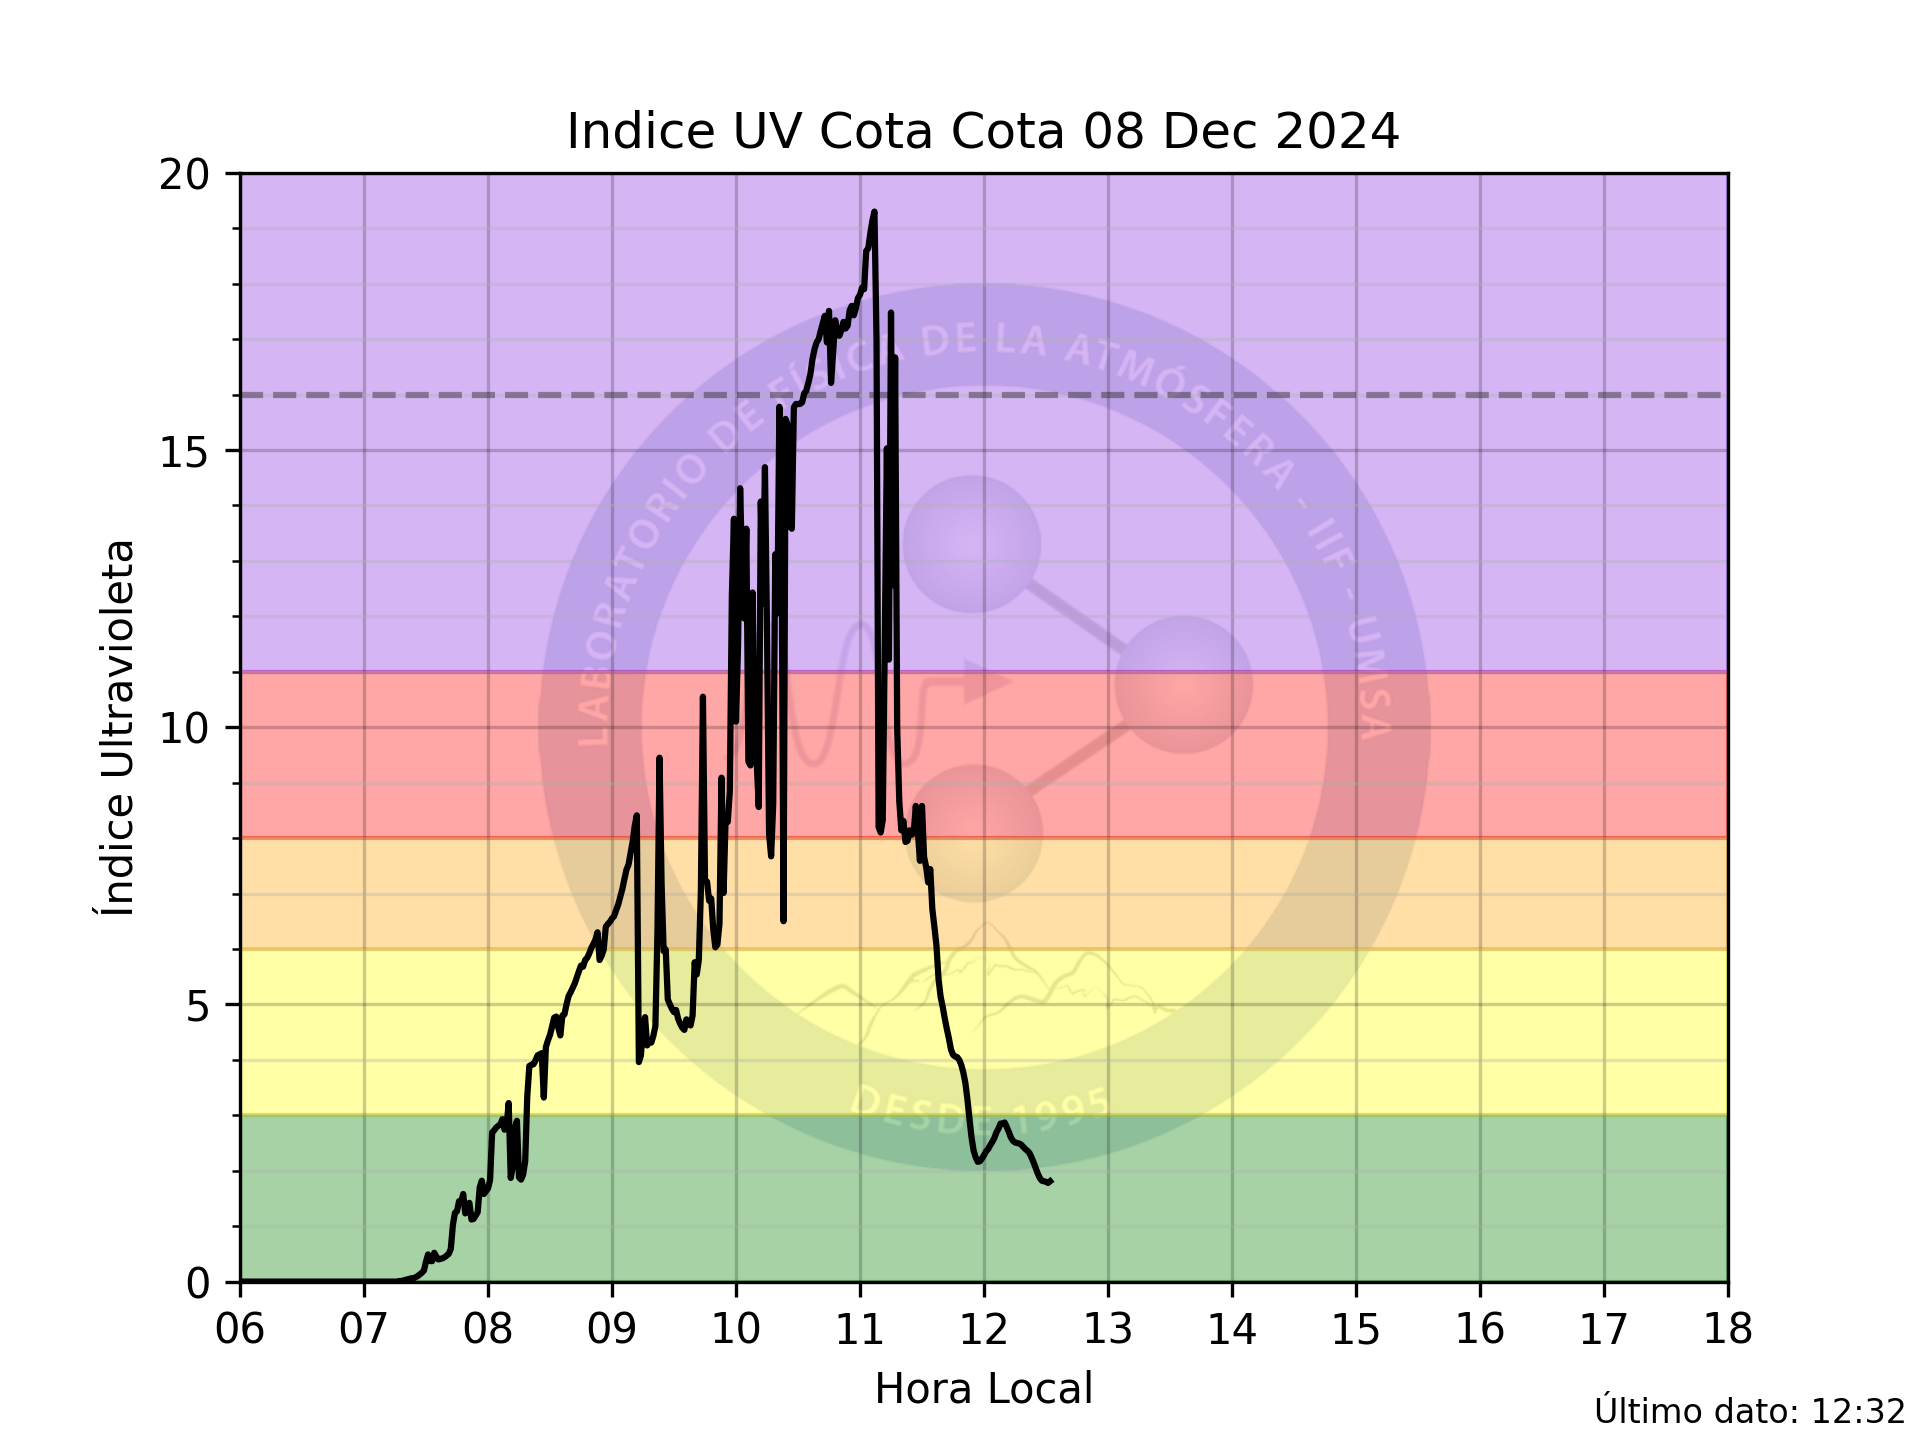 Indice UV Cota Cota 08 Dec 2024
20
15
10
5
0
Índice Ultravioleta
LABORATORIO DE FÍSICA DE LA ATMÓSFERA - IIF - UMSA
DESDE 1995
06 07 08 09 10 11 12 13 14 15 16 17 18
Hora Local
Último dato: 12:32